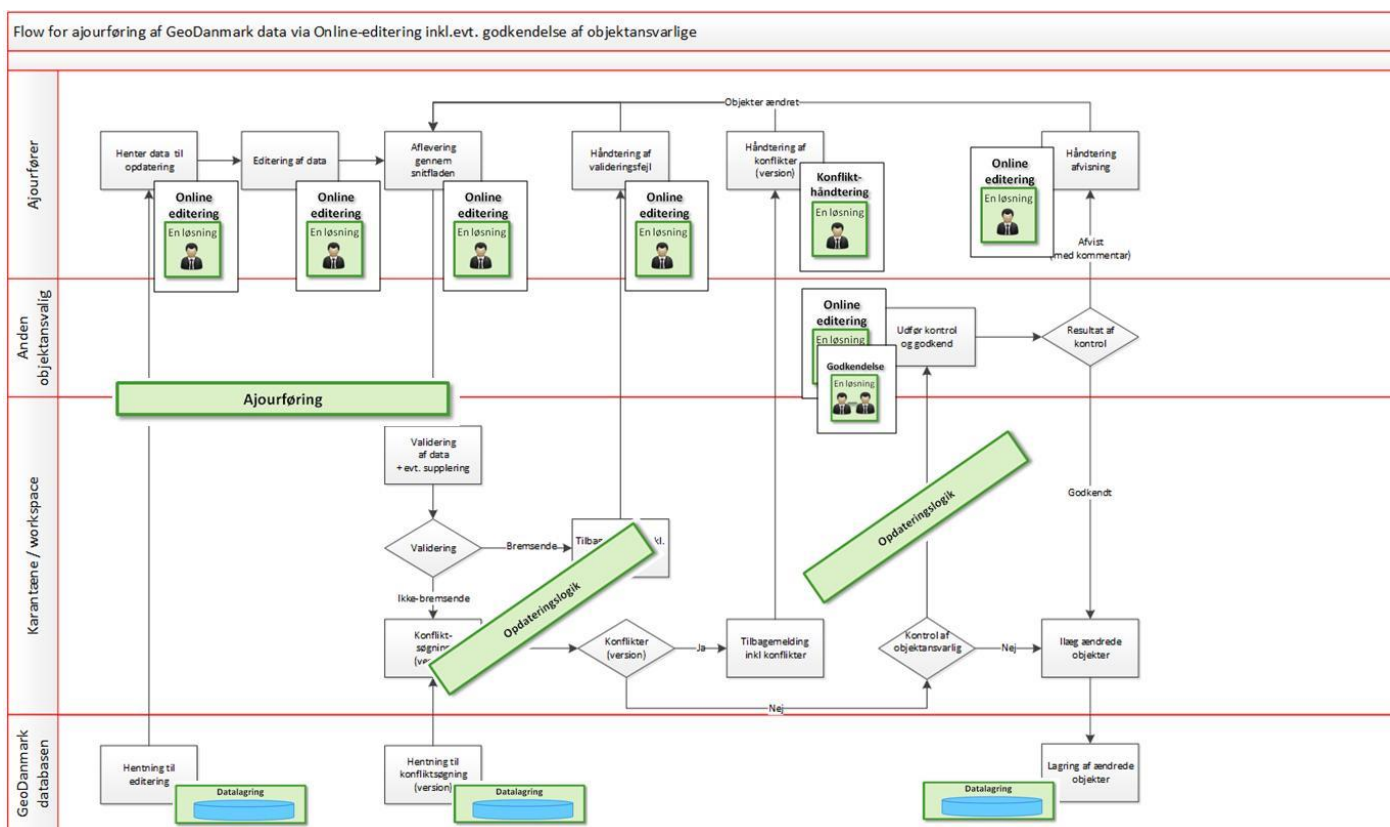 Flow for ajourføring af GeoDanmark data via Online-editering inkl.evt. godkendelse af objektansvarlige
Ajourfører
Objekter ændret
Henter data til
opdatering
Editering af data
Aflevering
gennem
snitfladen
Håndtering af
valideringsfejl
Håndtering af
konflikter
(version)
Håndtering
afvisning
Online
editering
En løsning
Online
editering
En løsning
Online
editering
En løsning
Online
editering
En løsning
Konflikt-
håndtering
En løsning
Online
editering
En løsning
Afvist
(med kommentar)
Anden
objektansvalig
Online
editering
En løsning
Godkendelse
En løsning
Udfør kontrol
og godkend
Resultat af
kontrol
Ajourføring
Karantæne / workspace
Validering
af data
+ evt. supplering
Godkendt
Opdateringslogik
Validering
Bremsende
Ikke-bremsende
Opdateringslogik
Konflikt-
søgning
Konflikter
(version)
Ja
Tilbagemelding
inkl konflikter
Kontrol af
objektansvarlig
Nej
Ilæg ændrede
objekter
Nej
GeoDanmark
databasen
Hentning til
editering
Datalagring
Hentning til
konfliktsøgning
(version)
Datalagring
Datalagring
Lagring af ændrede
objekter